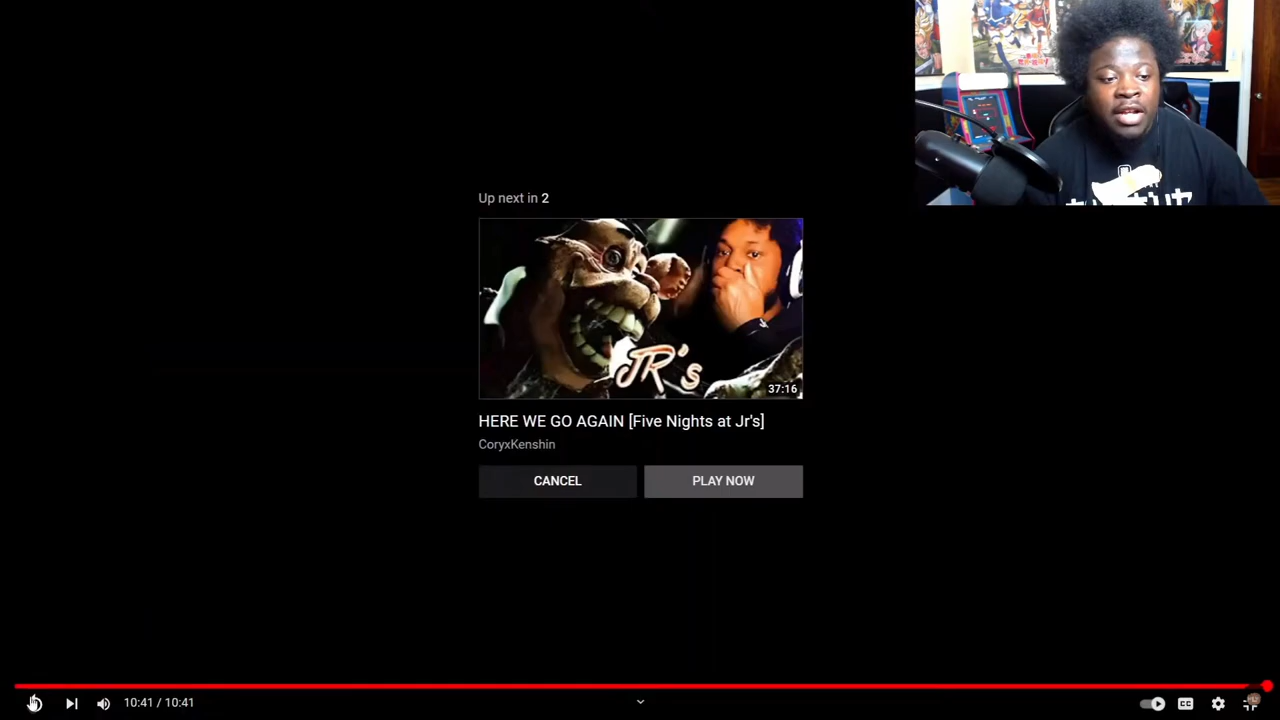 Up next in 2
JR's
37:16
HERE WE GO AGAIN [Five Nights at Jr's]
CoryxKenshin
CANCEL
PLAY NOW
10:41 / 10:41
CC